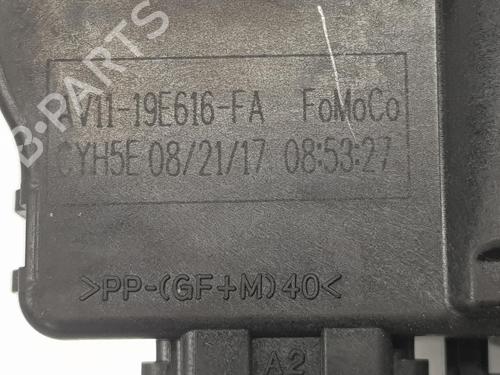 AV11-19E616-FA FoMoCo
CYH5E 08/21/17 08:53:27
>PP-(GF+M)40<
A2
B-PARTS